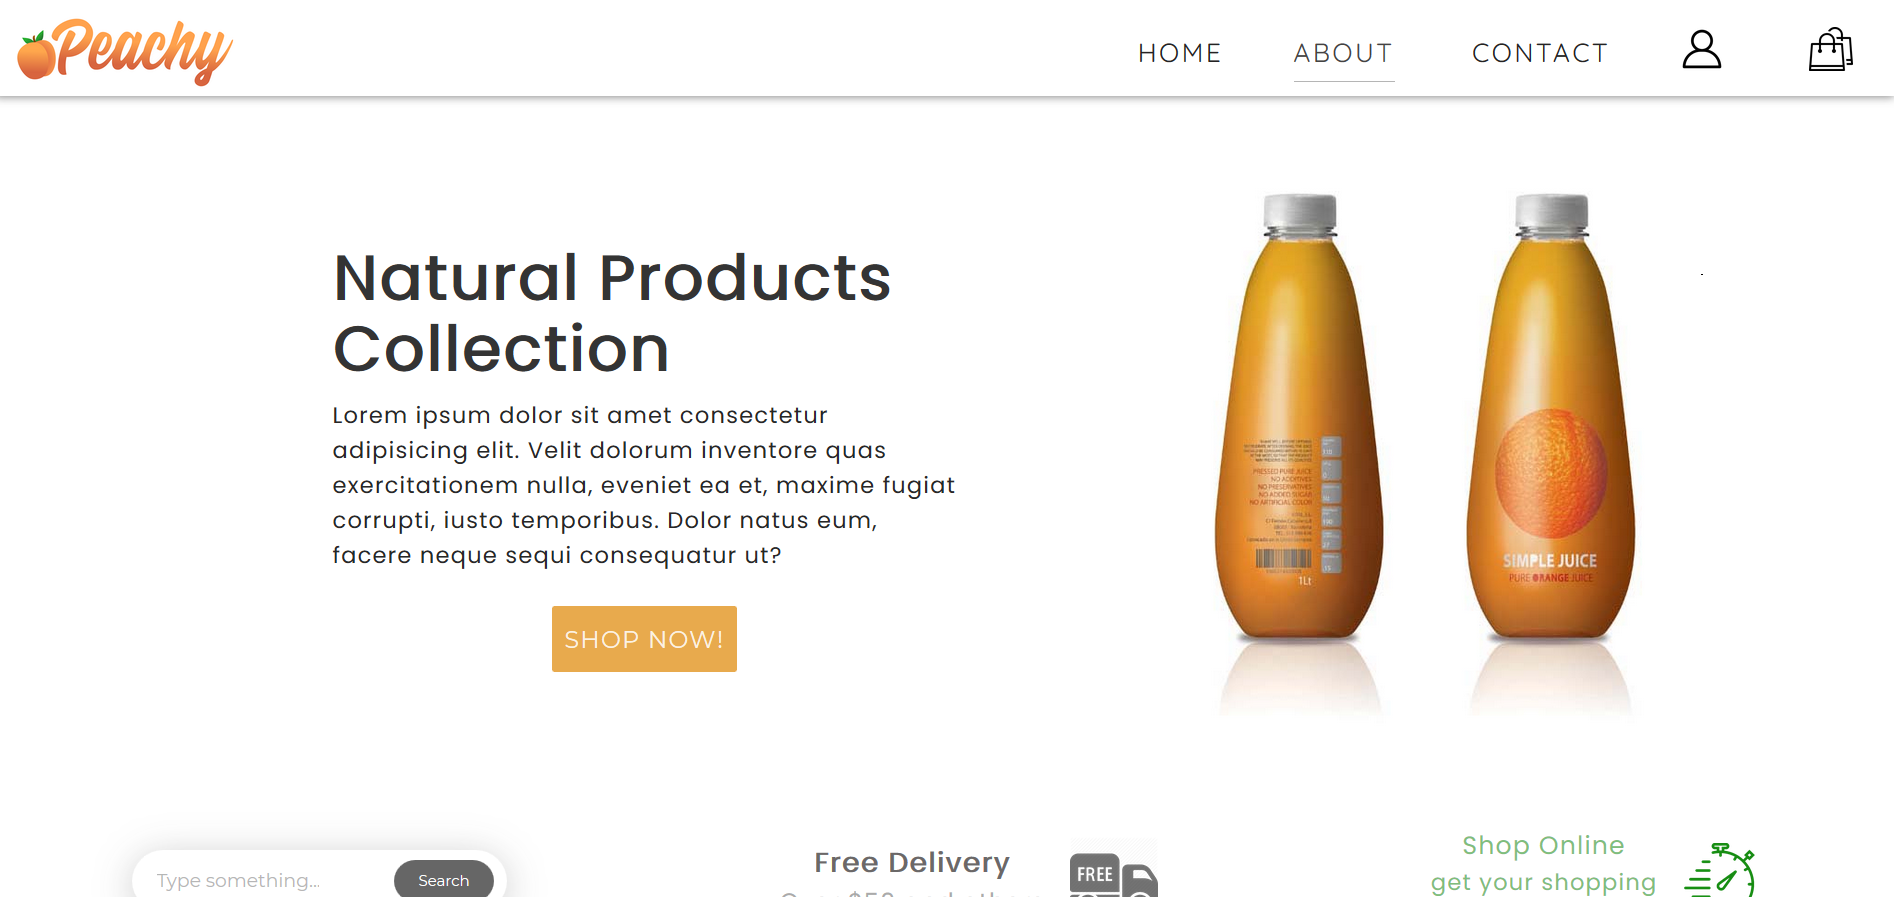 Peachy
HOME
ABOUT
CONTACT
Natural Products
Collection
Lorem ipsum dolor sit amet consectetur
adipisicing elit. Velit dolorum inventore quas
exercitationem nulla, eveniet ea et, maxime fugiat
corrupti, iusto temporibus. Dolor natus eum,
facere neque sequi consequatur ut?
SHOP NOW!
PRESSED PURE JUICE
NO ADDITIVES
NO PRESERVATIVES
NO ADDED SUGAR
NO ARTIFICIAL COLOR
1Lt
SIMPLE JUICE
PURE ORANGE JUICE
Type something...
Search
Free Delivery
FREE
Shop Online
get your shopping